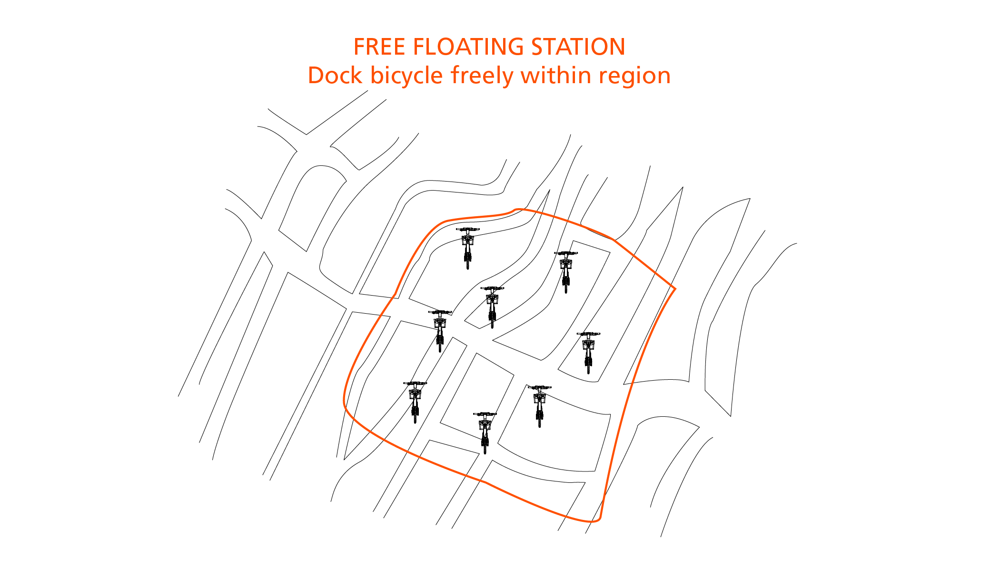 FREE FLOATING STATION
Dock bicycle freely within region